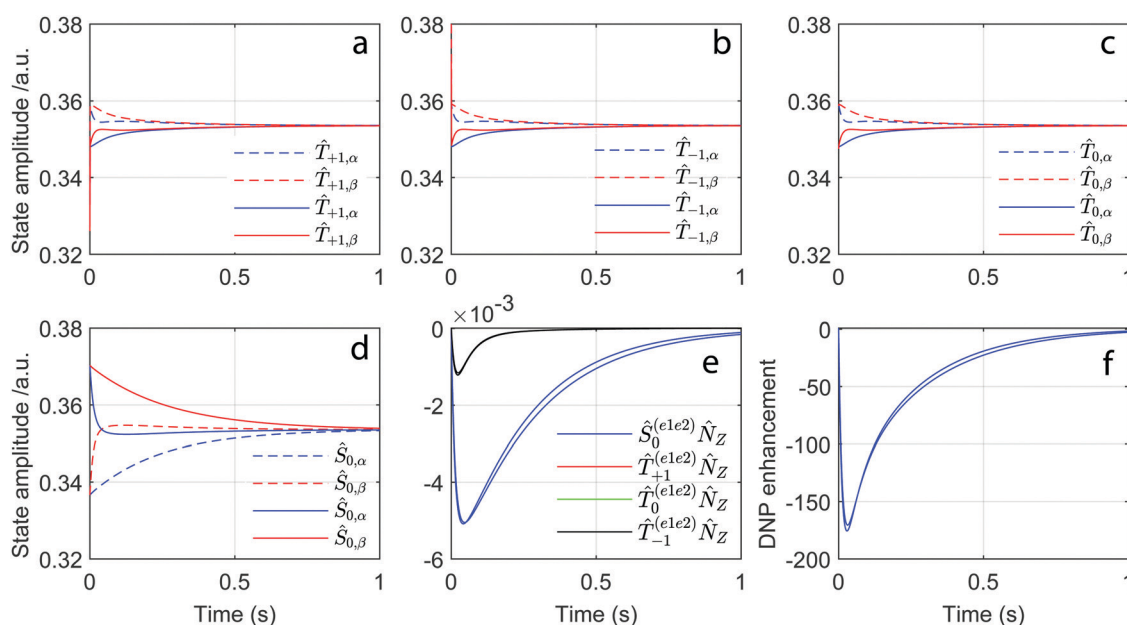 State amplitude /a.u.
0.38
0.36
0.34
0.32
0
0.5
1
a
T̂+1,α
T̂+1,β
T̂+1,α
T̂+1,β
0.38
0.36
0.34
0.32
0
0.5
1
b
T̂−1,α
T̂−1,β
T̂−1,α
T̂−1,β
0.38
0.36
0.34
0.32
0
0.5
1
c
T̂0,α
T̂0,β
T̂0,α
T̂0,β
State amplitude /a.u.
0.38
0.36
0.34
0.32
0
0.5
1
Time (s)
d
Ŝ0,α
Ŝ0,β
Ŝ0,α
Ŝ0,β
×10⁻³
0
-2
-4
-6
0
0.5
1
Time (s)
e
Ŝ0(e1e2) N̂Z
T̂+1(e1e2) N̂Z
T̂0(e1e2) N̂Z
T̂−1(e1e2) N̂Z
DNP enhancement
0
-50
-100
-150
-200
0
0.5
1
Time (s)
f